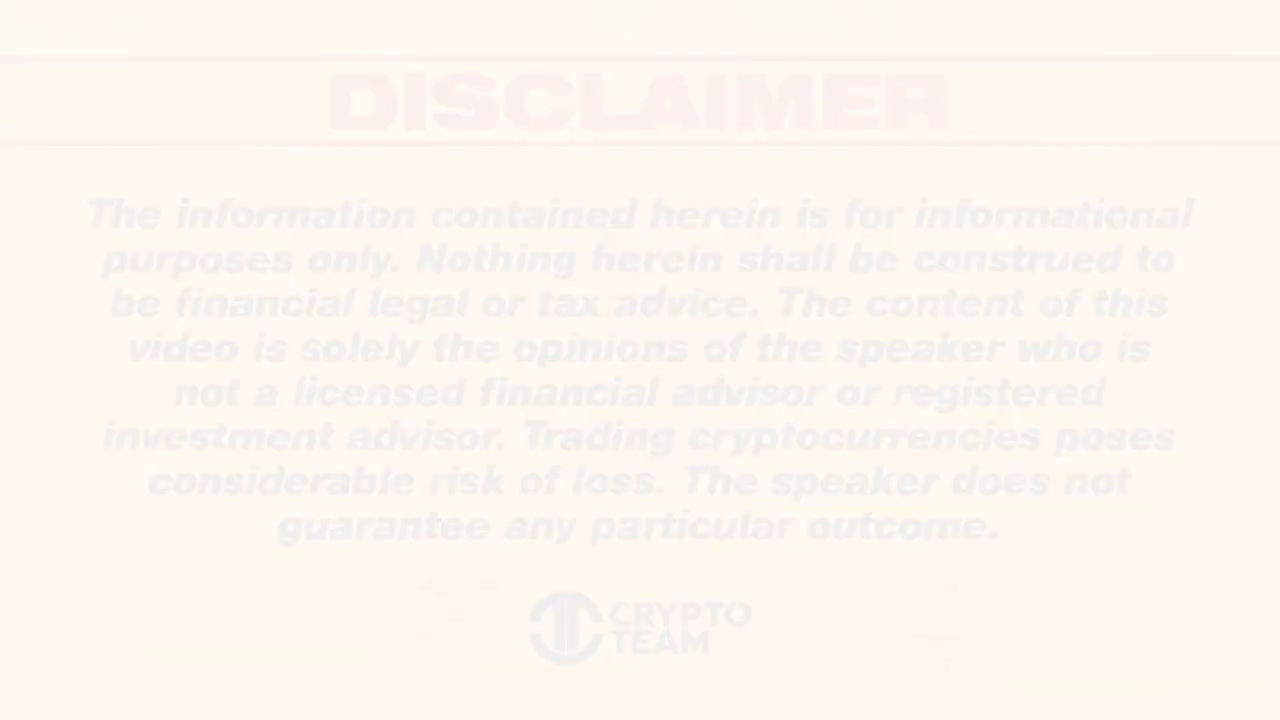 DISCLAIMER
The information contained herein is for informational
purposes only. Nothing herein shall be construed to
be financial legal or tax advice. The content of this
video is solely the opinions of the speaker who is
not a licensed financial advisor or registered
investment advisor. Trading cryptocurrencies poses
considerable risk of loss. The speaker does not
guarantee any particular outcome.
CRYPTO
TEAM